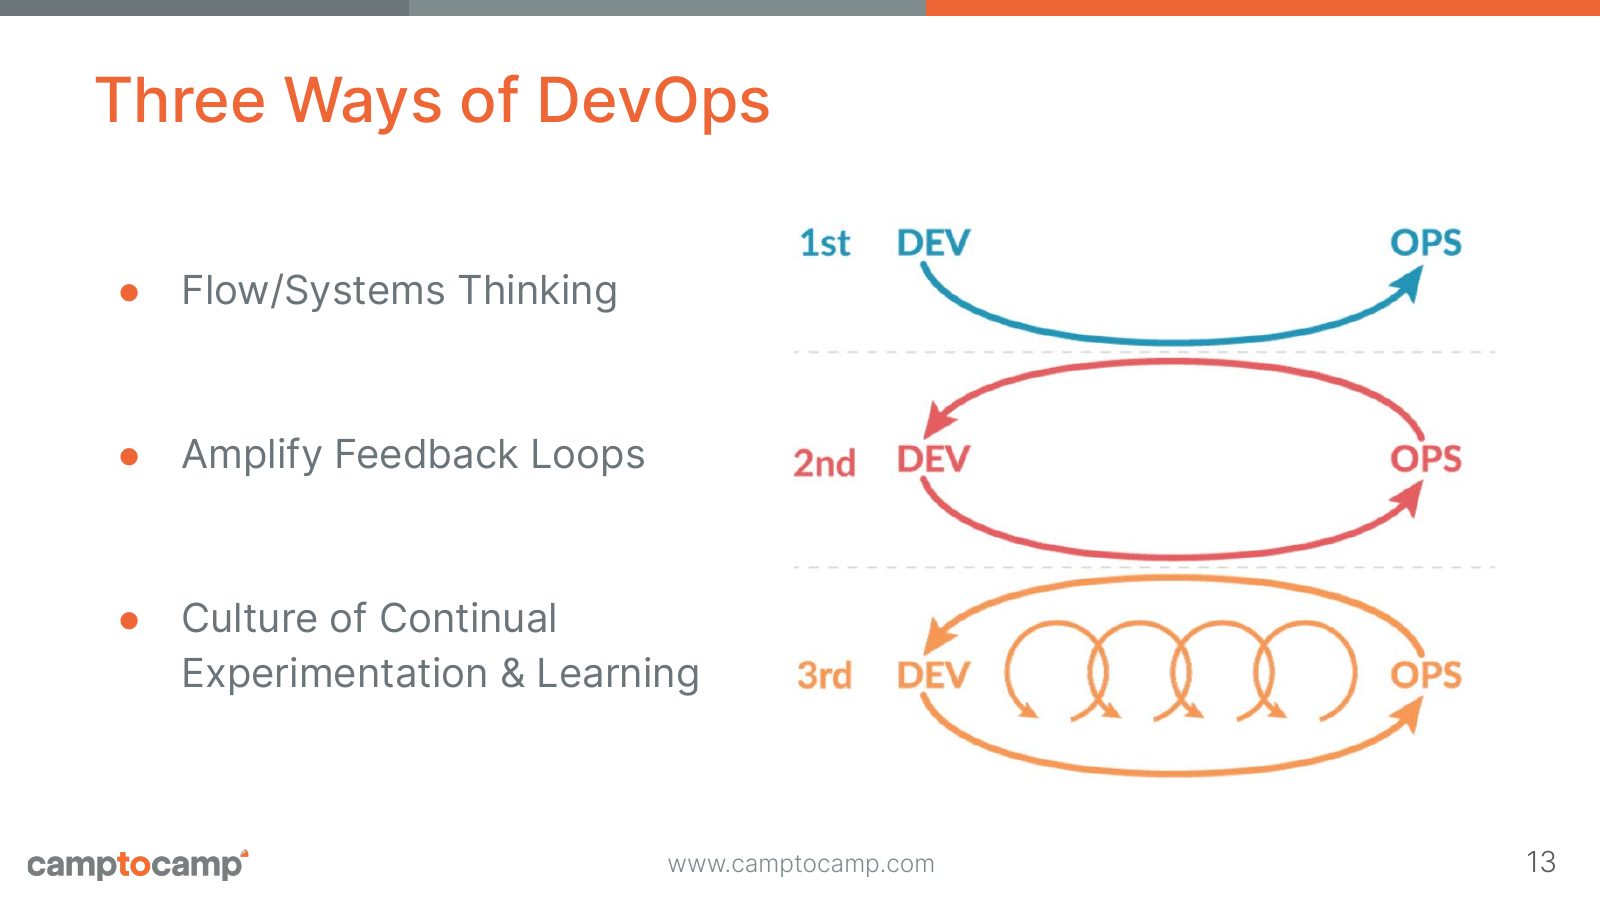 Three Ways of DevOps
● Flow/Systems Thinking
● Amplify Feedback Loops
● Culture of Continual
Experimentation & Learning
1st DEV OPS
2nd DEV OPS
3rd DEV OPS
camptocamp
www.camptocamp.com
13